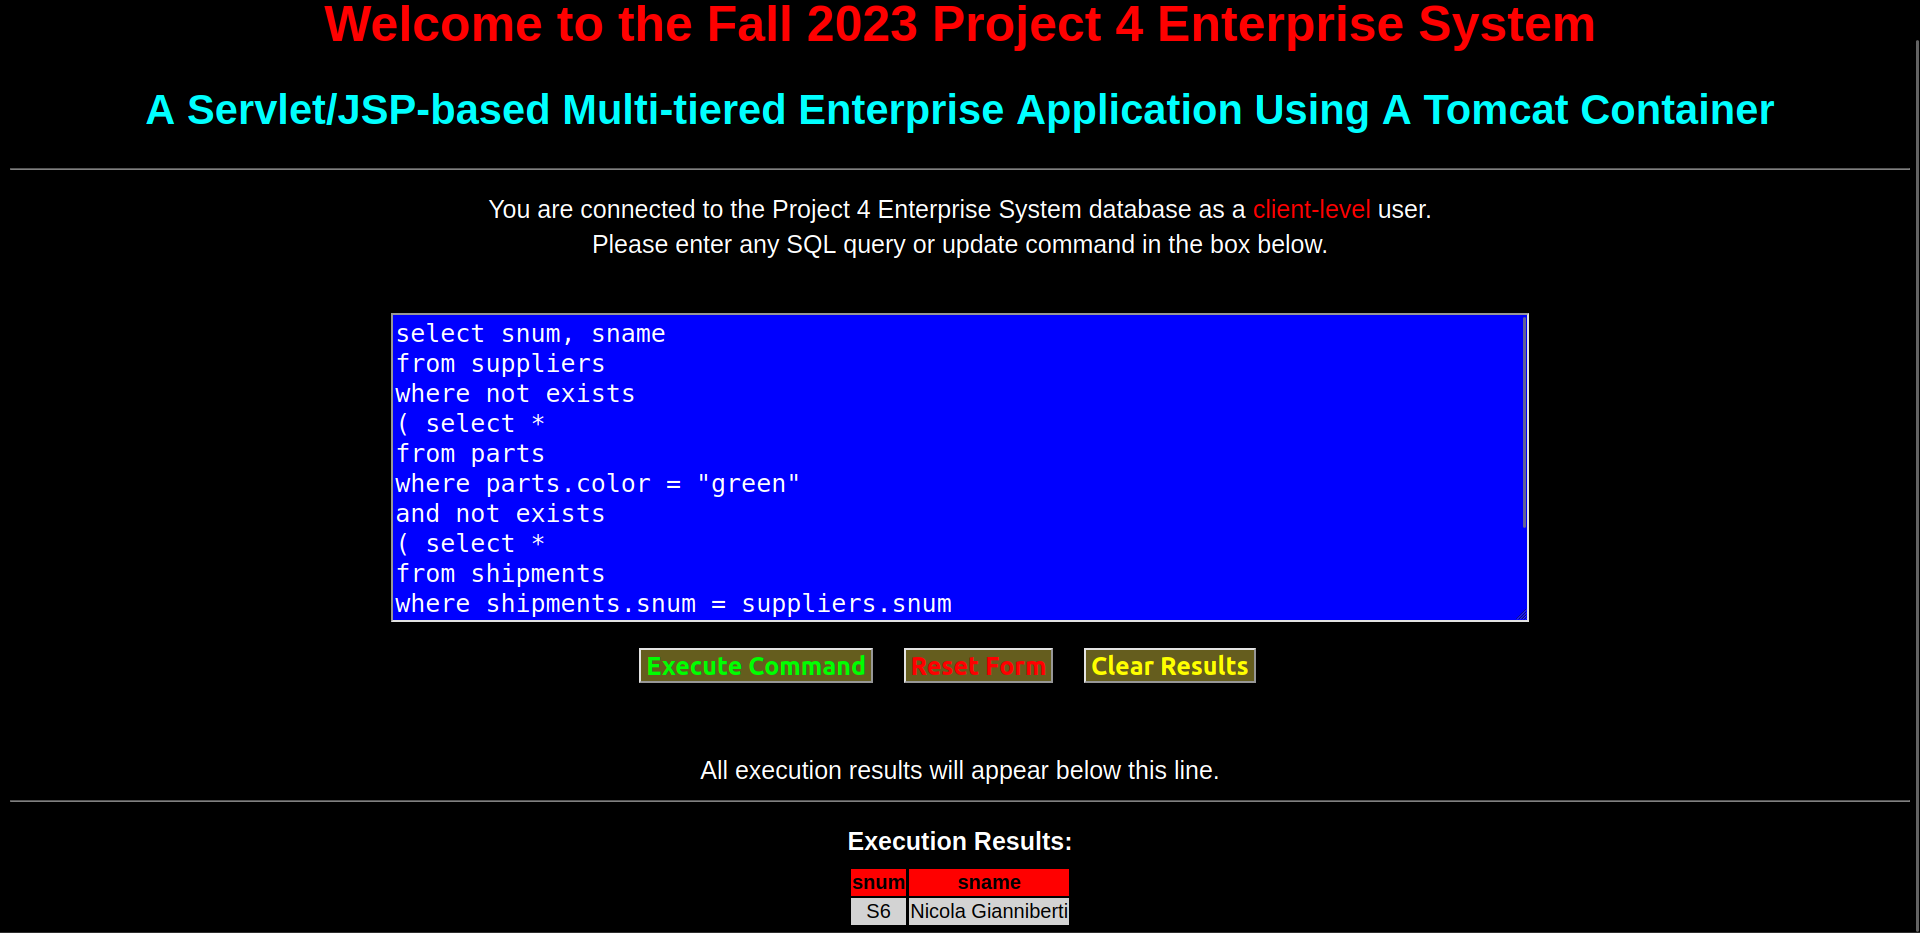 Welcome to the Fall 2023 Project 4 Enterprise System
A Servlet/JSP-based Multi-tiered Enterprise Application Using A Tomcat Container
You are connected to the Project 4 Enterprise System database as a client-level user.
Please enter any SQL query or update command in the box below.
select snum, sname
from suppliers
where not exists
( select *
from parts
where parts.color = "green"
and not exists
( select *
from shipments
where shipments.snum = suppliers.snum
Execute Command Reset Form Clear Results
All execution results will appear below this line.
Execution Results:
snum sname
S6 Nicola Gianniberti